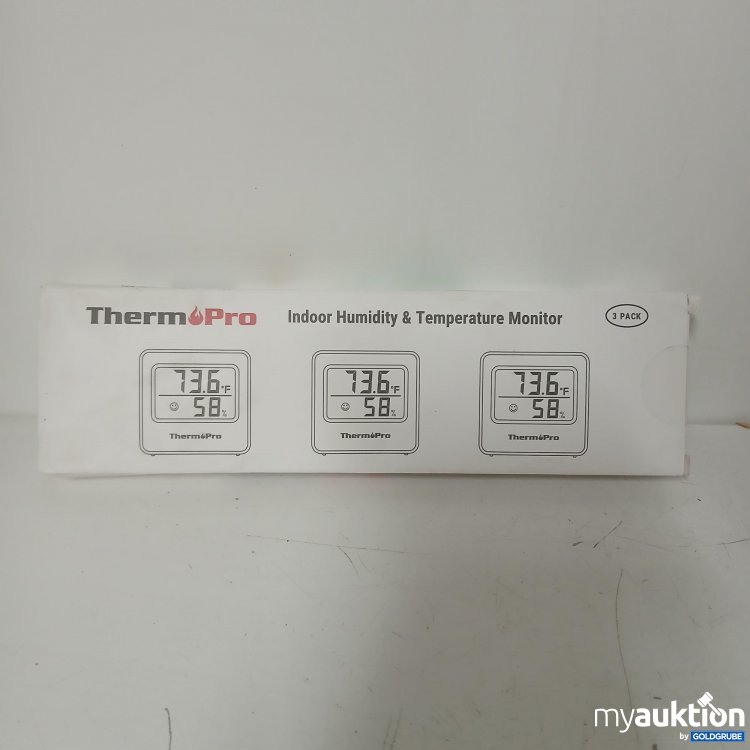 ThermoPro Indoor Humidity & Temperature Monitor 3 PACK
73.6°F 73.6°F 73.6°F
58% 58% 58%
ThermoPro ThermoPro ThermoPro
myauktion
by GOLDGRUBE